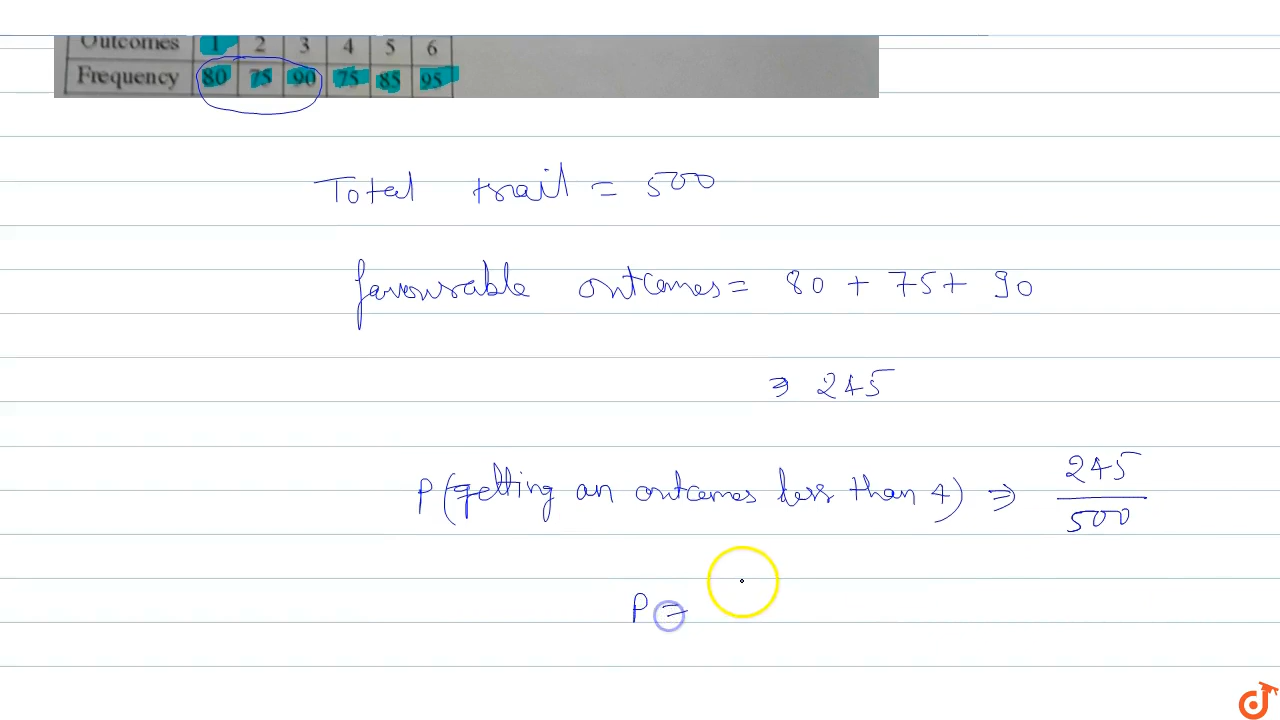 Outcomes 1 2 3 4 5 6
Frequency 80 75 90 75 85 95
Total trail = 500
favourable outcomes = 80 + 75 + 90
⇒ 245
P(getting an outcomes less than 4) ⇒ 245/500
P =